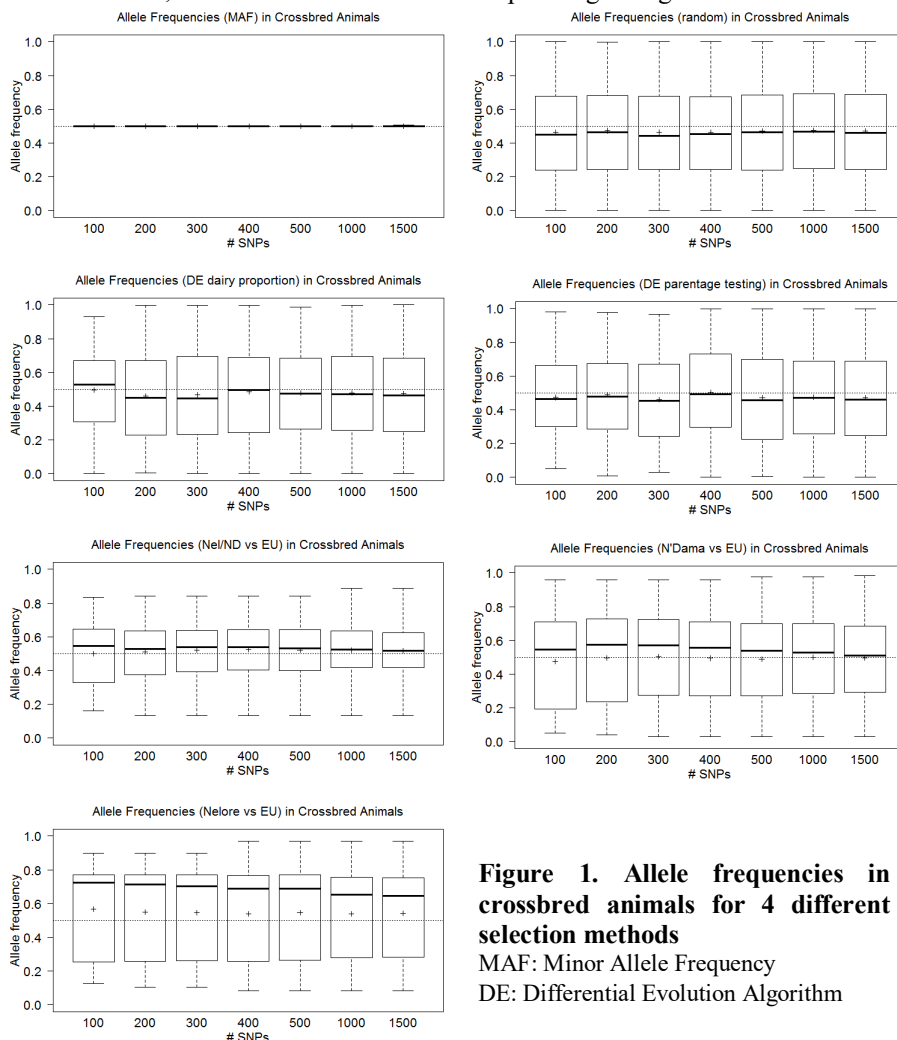 Allele Frequencies (MAF) in Crossbred Animals
Allele frequency
1.0
0.8
0.6
0.4
0.2
0.0
100 200 300 400 500 1000 1500
# SNPs
Allele Frequencies (random) in Crossbred Animals
Allele frequency
1.0
0.8
0.6
0.4
0.2
0.0
100 200 300 400 500 1000 1500
# SNPs
Allele Frequencies (DE dairy proportion) in Crossbred Animals
Allele frequency
1.0
0.8
0.6
0.4
0.2
0.0
100 200 300 400 500 1000 1500
# SNPs
Allele Frequencies (DE parentage testing) in Crossbred Animals
Allele frequency
1.0
0.8
0.6
0.4
0.2
0.0
100 200 300 400 500 1000 1500
# SNPs
Allele Frequencies (Nel/ND vs EU) in Crossbred Animals
Allele frequency
1.0
0.8
0.6
0.4
0.2
0.0
100 200 300 400 500 1000 1500
# SNPs
Allele Frequencies (N'Dama vs EU) in Crossbred Animals
Allele frequency
1.0
0.8
0.6
0.4
0.2
0.0
100 200 300 400 500 1000 1500
# SNPs
Allele Frequencies (Nelore vs EU) in Crossbred Animals
Allele frequency
1.0
0.8
0.6
0.4
0.2
0.0
100 200 300 400 500 1000 1500
# SNPs
Figure 1. Allele frequencies in
crossbred animals for 4 different
selection methods
MAF: Minor Allele Frequency
DE: Differential Evolution Algorithm